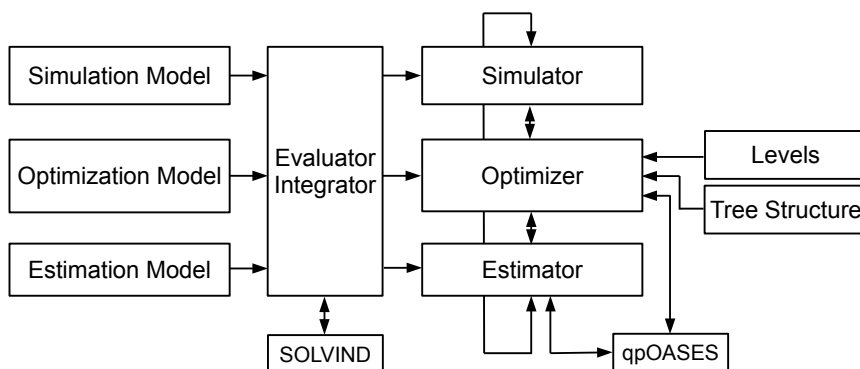 Simulation Model
Optimization Model
Estimation Model
Evaluator
Integrator
SOLVIND
Simulator
Optimizer
Estimator
Levels
Tree Structure
qpOASES